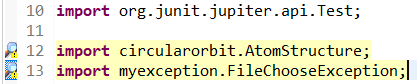 10 import org.junit.jupiter.api.Test;
11
12 import circularorbit.AtomStructure;
13 import myexception.FileChooseException;